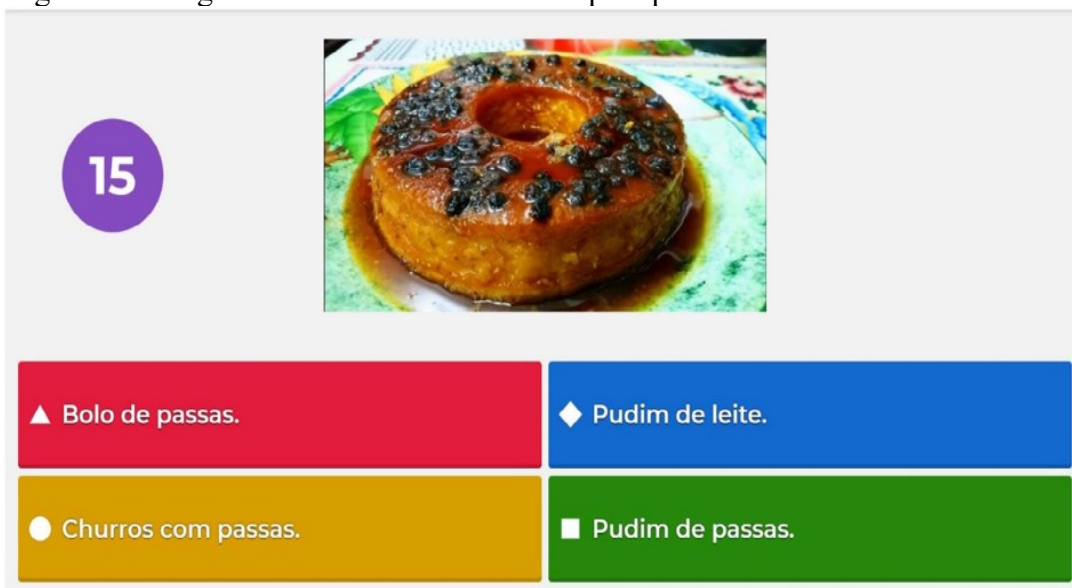 15
Bolo de passas.
Pudim de leite.
Churros com passas.
Pudim de passas.